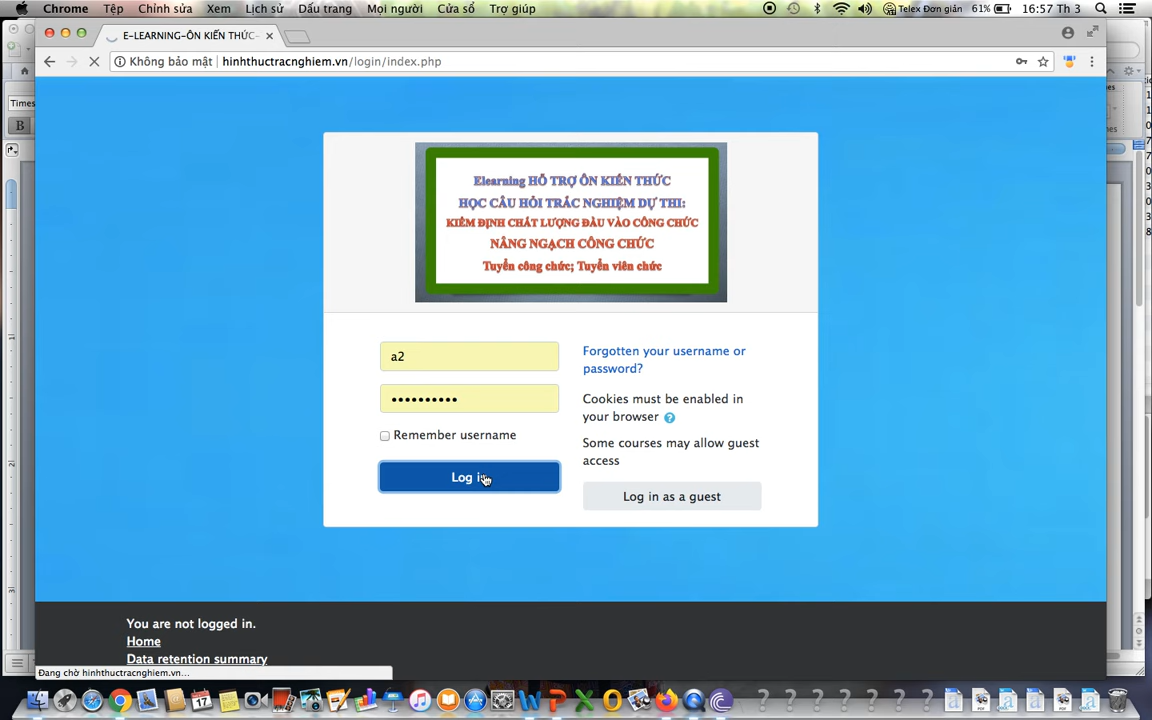 Chrome Tệp Chỉnh sửa Xem Lịch sử Dấu trang Mọi người Cửa sổ Trợ giúp Telex Đơn giản 61% 16:57 Th 3
E-LEARNING-ÔN KIẾN THỨC-
Không bảo mật | hinhthuctracnghiem.vn/login/index.php
Times
B
Elearning HỖ TRỢ ÔN KIẾN THỨC
HỌC CÂU HỎI TRẮC NGHIỆM DỰ THI:
KIỂM ĐỊNH CHẤT LƯỢNG ĐẦU VÀO CÔNG CHỨC
NÂNG NGẠCH CÔNG CHỨC
Tuyển công chức; Tuyển viên chức
a2
Forgotten your username or
password?
••••••••••
Cookies must be enabled in
your browser
Remember username
Some courses may allow guest
access
Log in
Log in as a guest
You are not logged in.
Home
Data retention summary
Đang chờ hinhthuctracnghiem.vn...